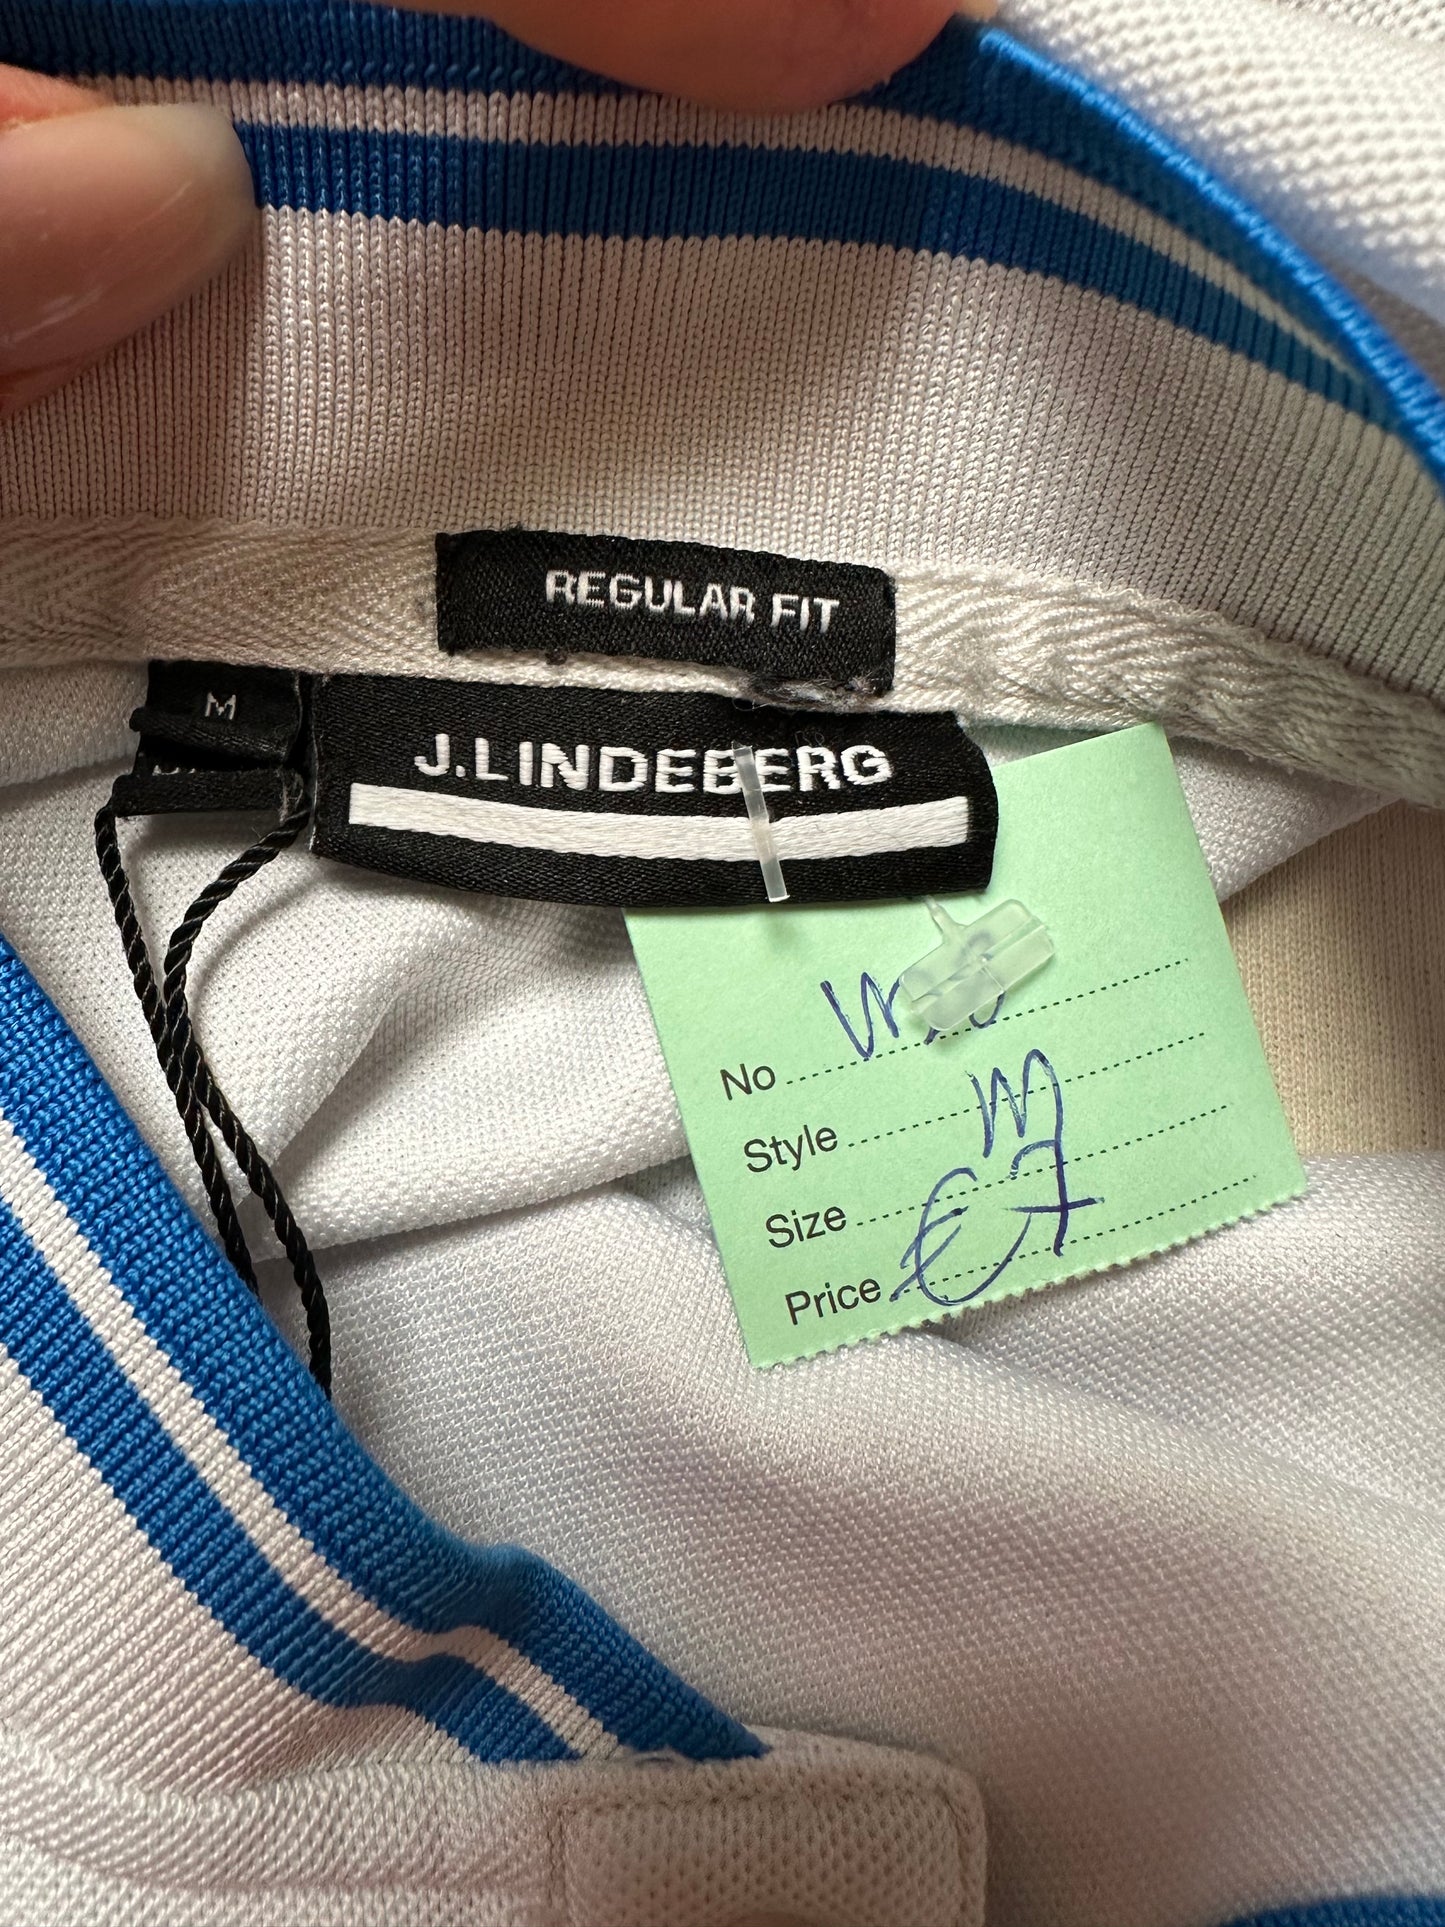 REGULAR FIT
M
J.LINDEBERG
No
Style M
Size
Price €7